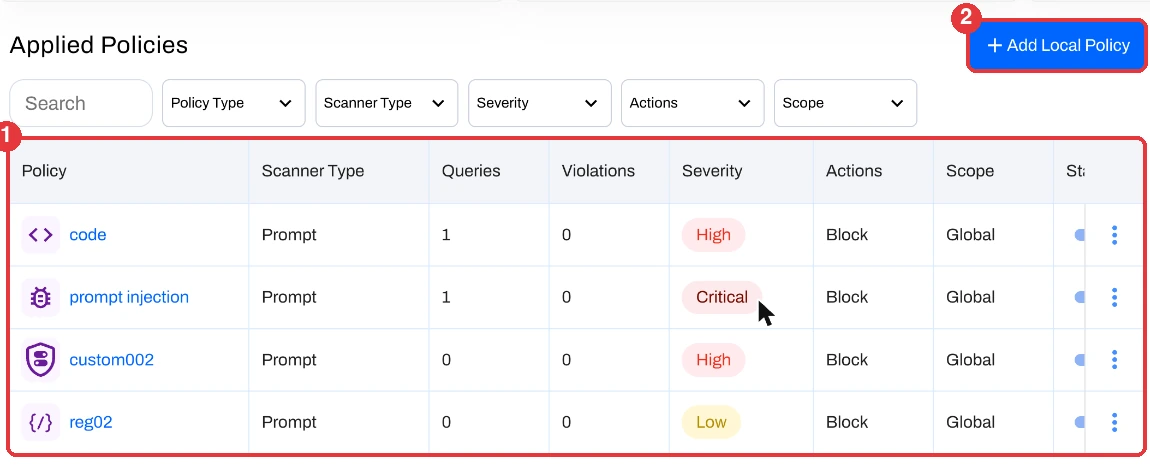 2
Applied Policies
+ Add Local Policy
Search
Policy Type
Scanner Type
Severity
Actions
Scope
1
Policy Scanner Type Queries Violations Severity Actions Scope
code Prompt 1 0 High Block Global
prompt injection Prompt 1 0 Critical Block Global
custom002 Prompt 0 0 High Block Global
{/} reg02 Prompt 0 0 Low Block Global